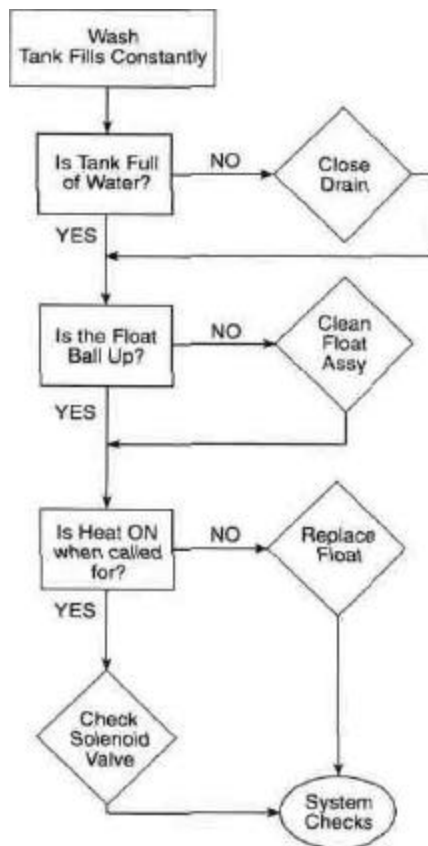 Wash
Tank Fills Constantly
Is Tank Full
of Water?
NO
Close
Drain
YES
Is the Float
Ball Up?
NO
Clean
Float
Assy
YES
Is Heat ON
when called
for?
NO
Replace
Float
YES
Check
Solenoid
Valve
System
Checks